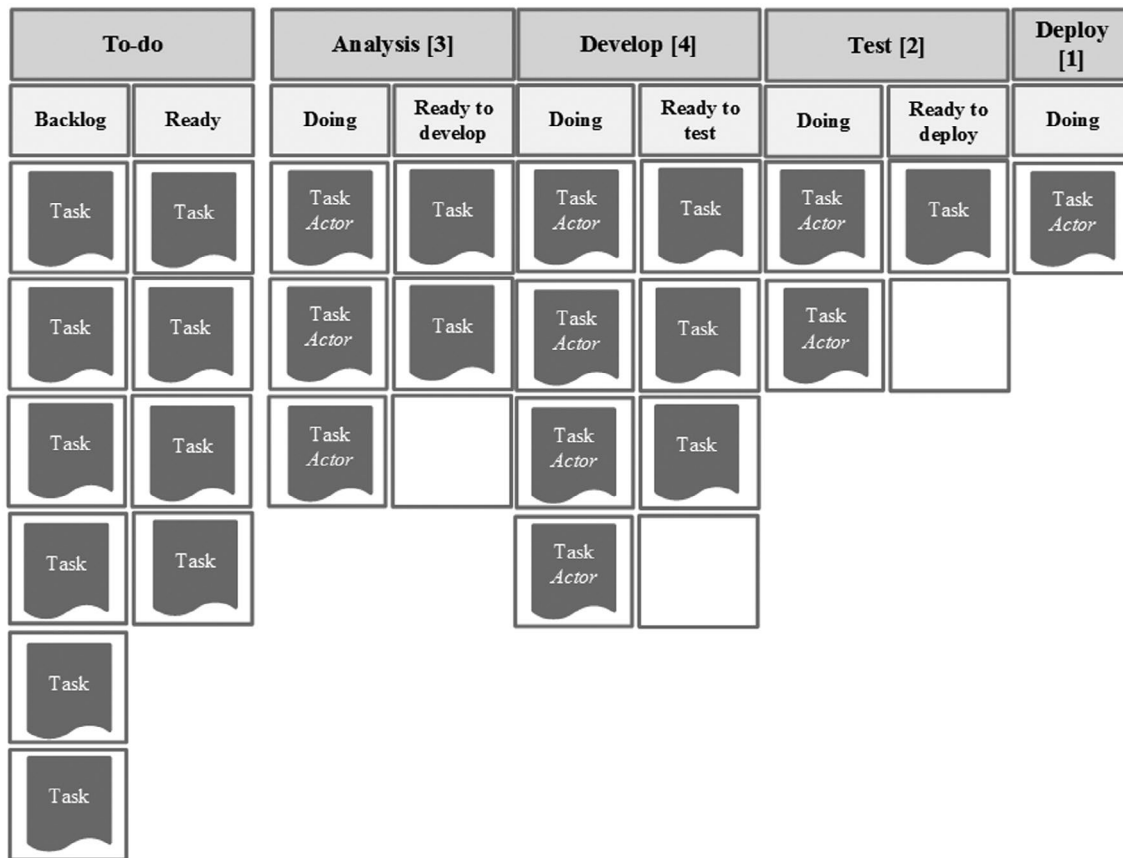 To-do
Analysis [3]
Develop [4]
Test [2]
Deploy
[1]
Backlog
Ready
Doing
Ready to
develop
Doing
Ready to
test
Doing
Ready to
deploy
Doing
Task
Task
Task
Actor
Task
Task
Actor
Task
Task
Actor
Task
Task
Actor
Task
Task
Task
Actor
Task
Task
Actor
Task
Task
Actor
Task
Task
Task
Actor
Task
Actor
Task
Task
Task
Task
Actor
Task
Task